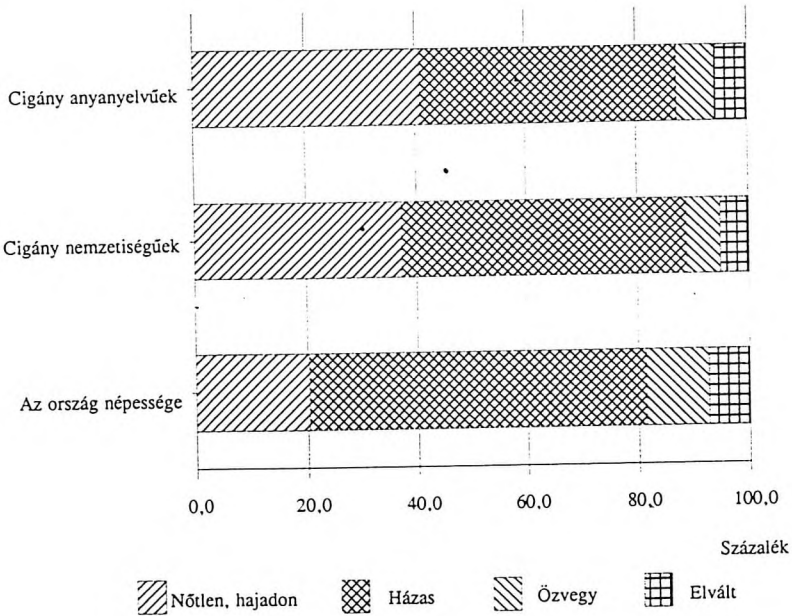 Cigány anyanyelvűek
Cigány nemzetiségűek
Az ország népessége
0,0 20,0 40,0 60,0 80,0 100,0
Százalék
Nőtlen, hajadon Házas Özvegy Elvált